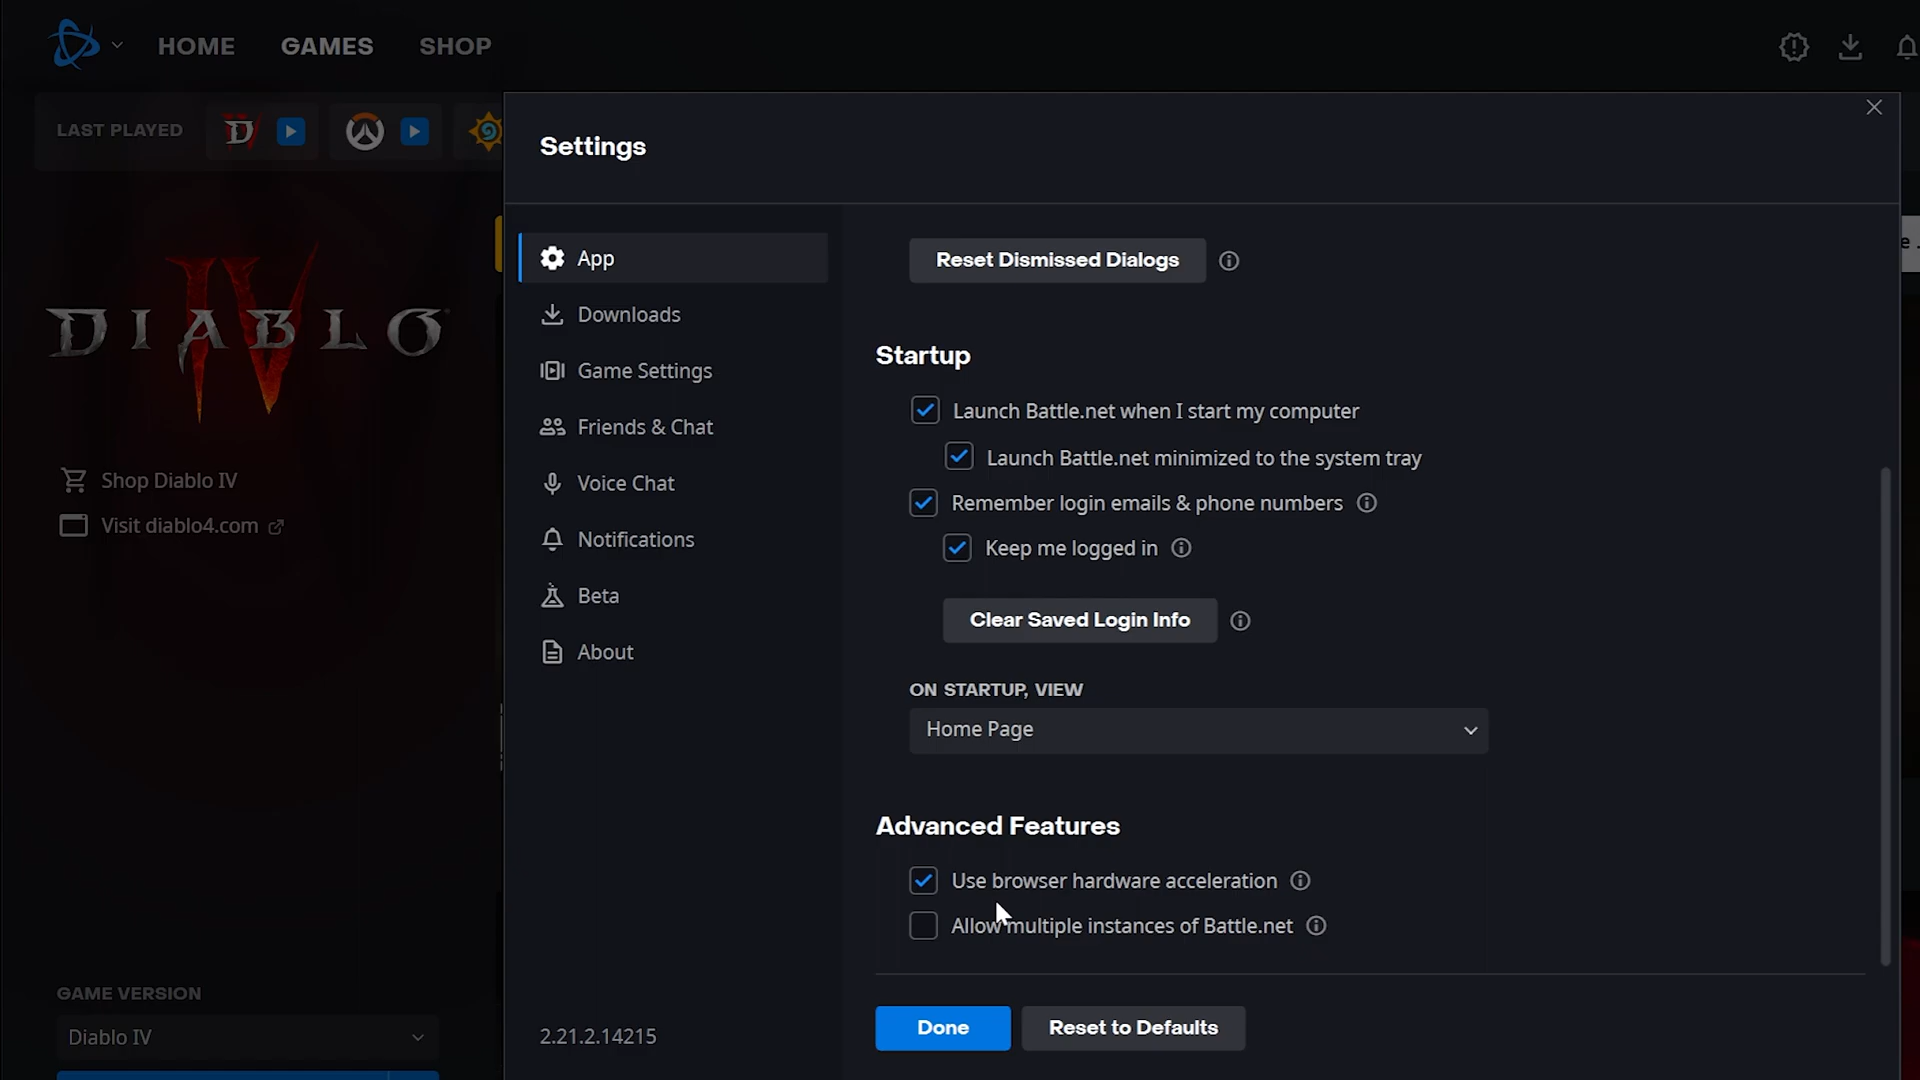 HOME GAMES SHOP
LAST PLAYED
DIABLO
IV
Shop Diablo IV
Visit diablo4.com
GAME VERSION
Diablo IV
Settings
App
Downloads
Game Settings
Friends & Chat
Voice Chat
Notifications
Beta
About
2.21.2.14215
Reset Dismissed Dialogs
Startup
Launch Battle.net when I start my computer
Launch Battle.net minimized to the system tray
Remember login emails & phone numbers
Keep me logged in
Clear Saved Login Info
ON STARTUP, VIEW
Home Page
Advanced Features
Use browser hardware acceleration
Allow multiple instances of Battle.net
Done
Reset to Defaults